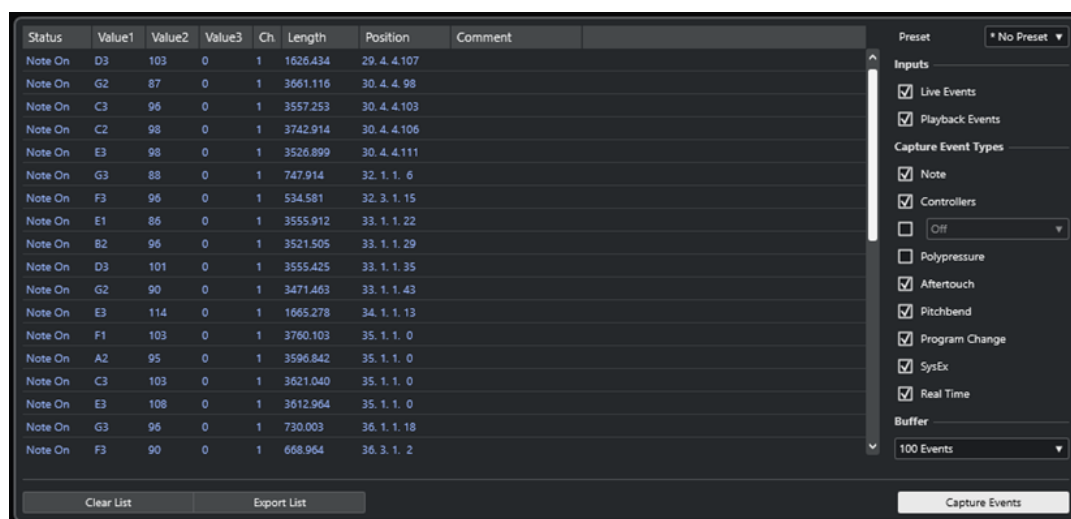 Status Value1 Value2 Value3 Ch. Length Position Comment
Note On D3 103 0 1 1626.434 29. 4. 4.107
Note On G2 87 0 1 3661.116 30. 4. 4. 98
Note On C3 96 0 1 3557.253 30. 4. 4.103
Note On C2 98 0 1 3742.914 30. 4. 4.106
Note On E3 98 0 1 3526.899 30. 4. 4.111
Note On G3 88 0 1 747.914 32. 1. 1. 6
Note On F3 96 0 1 534.581 32. 3. 1. 15
Note On E1 86 0 1 3555.912 33. 1. 1. 22
Note On B2 96 0 1 3521.505 33. 1. 1. 29
Note On D3 101 0 1 3555.425 33. 1. 1. 35
Note On G2 90 0 1 3471.463 33. 1. 1. 43
Note On E3 114 0 1 1665.278 34. 1. 1. 13
Note On F1 103 0 1 3760.103 35. 1. 1. 0
Note On A2 95 0 1 3596.842 35. 1. 1. 0
Note On C3 103 0 1 3621.040 35. 1. 1. 0
Note On E3 108 0 1 3612.964 35. 1. 1. 0
Note On G3 96 0 1 730.003 36. 1. 1. 18
Note On F3 90 0 1 668.964 36. 3. 1. 2
Clear List Export List
Preset * No Preset
Inputs
Live Events
Playback Events
Capture Event Types
Note
Controllers
Off
Polypressure
Aftertouch
Pitchbend
Program Change
SysEx
Real Time
Buffer
100 Events
Capture Events